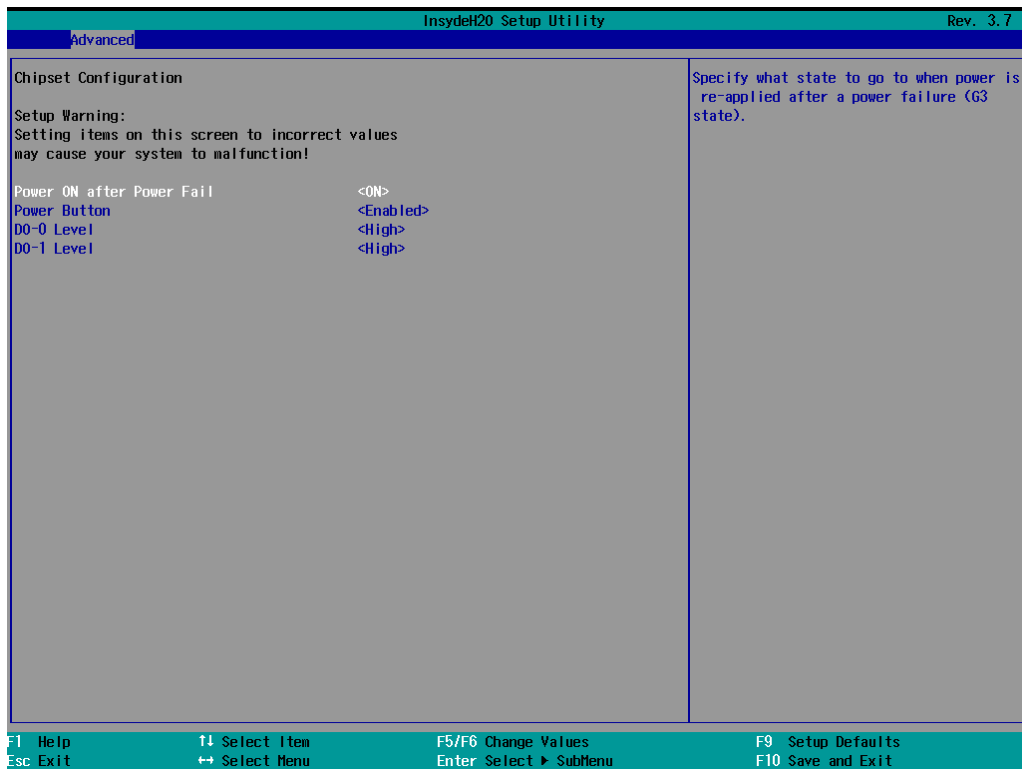 InsydeH2O Setup Utility Rev. 3.7
Advanced
Chipset Configuration
Setup Warning:
Setting items on this screen to incorrect values
may cause your system to malfunction!
Power ON after Power Fail <ON>
Power Button <Enabled>
DO-0 Level <High>
DO-1 Level <High>
Specify what state to go to when power is
re-applied after a power failure (G3
state).
F1 Help ↑↓ Select Item F5/F6 Change Values F9 Setup Defaults
Esc Exit ↔ Select Menu Enter Select ▶ SubMenu F10 Save and Exit